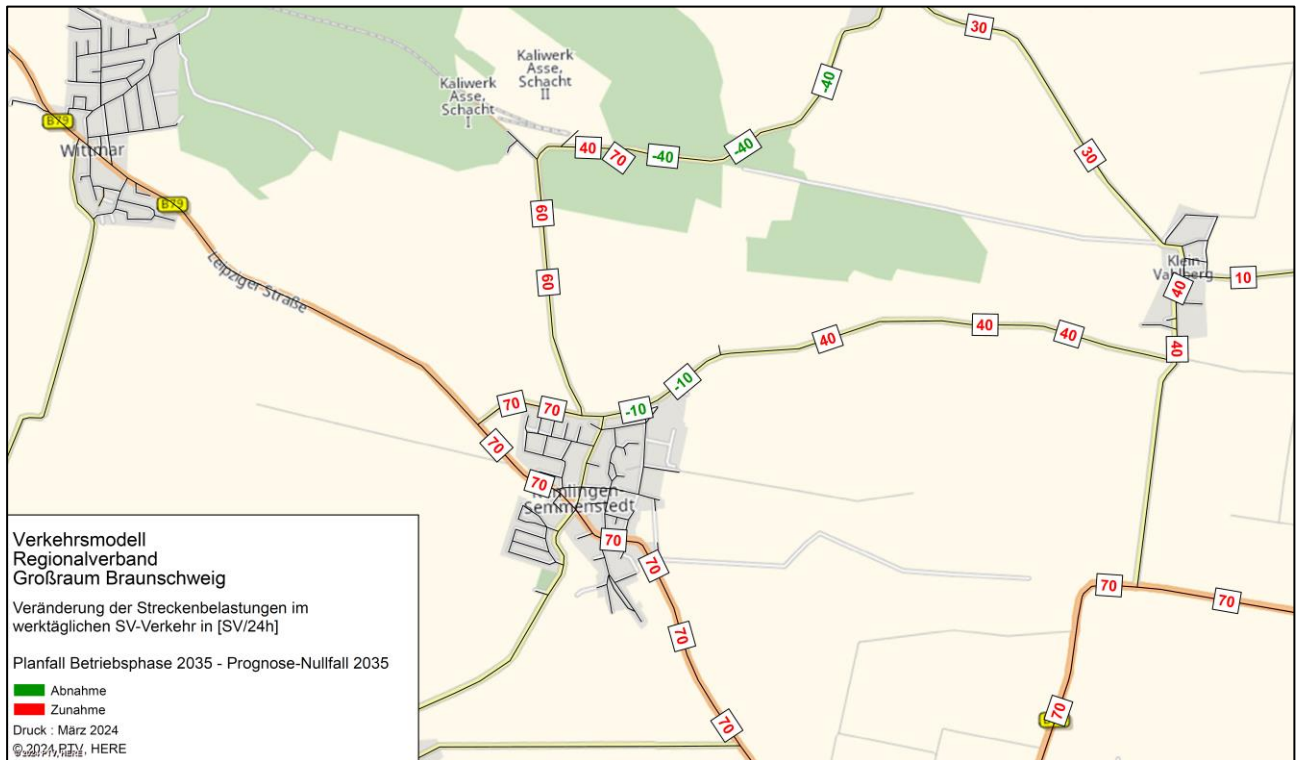 30
Kaliwerk
Asse,
Schacht
II
Kaliwerk
Asse,
Schacht
I
-40
B79
Wittmar
40
70
-40
-40
30
B79
60
Klein
Vahlberg
10
40
Leipziger Straße
60
40
40
40
40
-10
70
70
-10
70
70
Semmenstedt
70
70
70
70
70
70
70
70
Verkehrsmodell
Regionalverband
Großraum Braunschweig
Veränderung der Streckenbelastungen im
werktäglichen SV-Verkehr in [SV/24h]
Planfall Betriebsphase 2035 - Prognose-Nullfall 2035
Abnahme
Zunahme
Druck : März 2024
© 2024 PTV, HERE